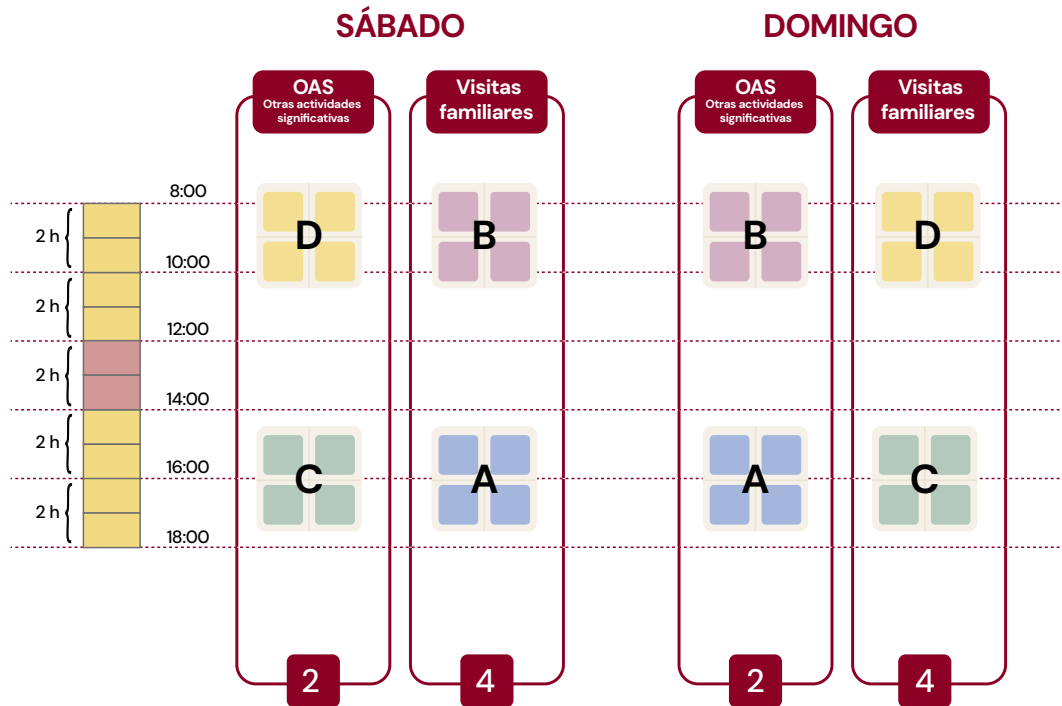 SÁBADO
DOMINGO
OAS
Otras actividades
significativas
Visitas
familiares
OAS
Otras actividades
significativas
Visitas
familiares
8:00
2 h
D
B
B
D
10:00
2 h
12:00
2 h
14:00
2 h
16:00
C
A
A
C
2 h
18:00
2
4
2
4